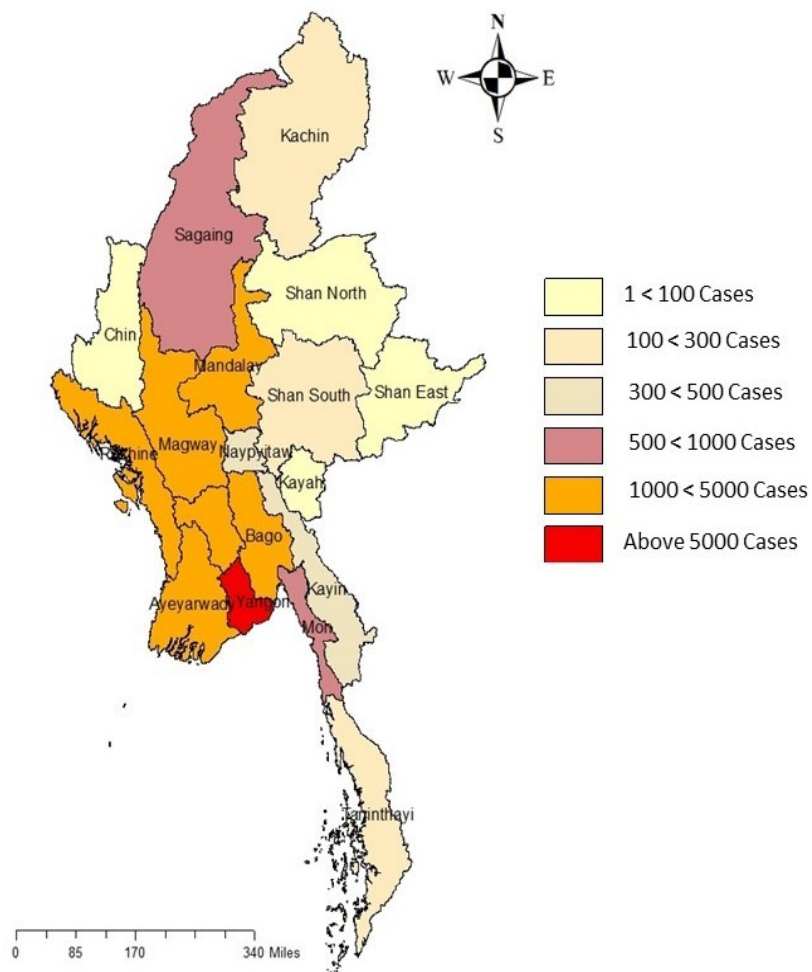 N
W E
S
Kachin
Sagaing
Shan North
Chin
Mandalay
Shan South
Shan East
Magway
Naypyitaw
Rakhine
Kayah
Bago
Kayin
Ayeyarwady
Yangon
Mon
Taninthayi
1 < 100 Cases
100 < 300 Cases
300 < 500 Cases
500 < 1000 Cases
1000 < 5000 Cases
Above 5000 Cases
0 85 170 340 Miles